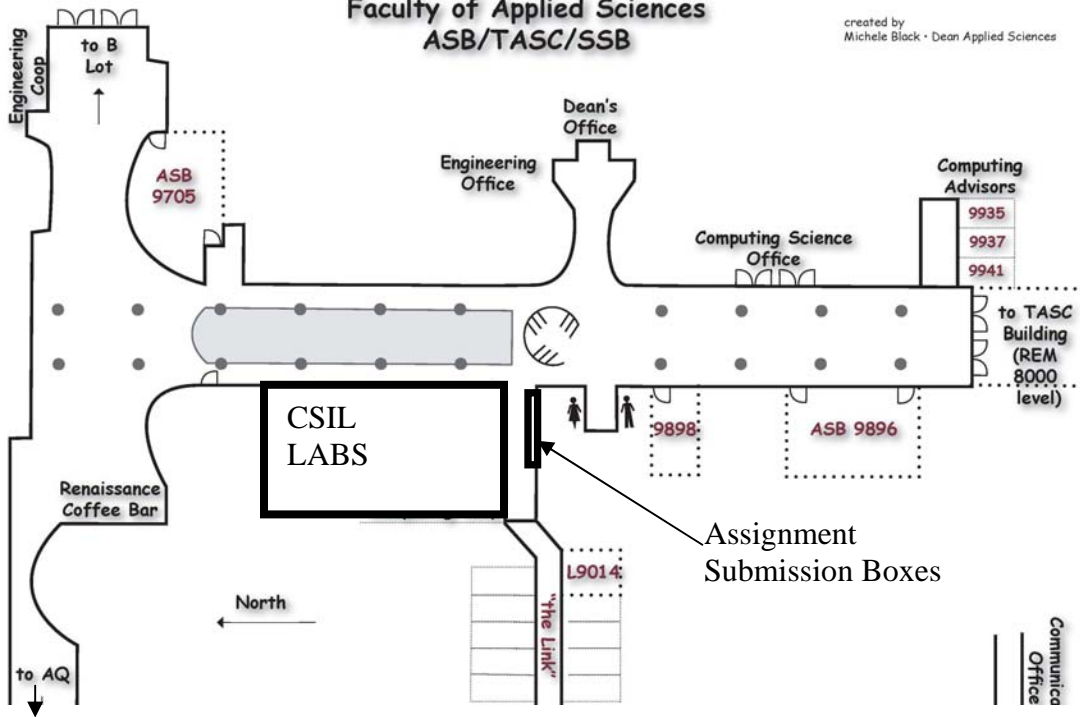 Faculty of Applied Sciences
ASB/TASC/SSB
created by
Michele Black • Dean Applied Sciences
Engineering
Coop
to B
Lot
ASB
9705
Engineering
Office
Dean's
Office
Computing Science
Office
Computing
Advisors
9935
9937
9941
to TASC
Building
(REM
8000
level)
CSIL
LABS
9898
ASB 9896
Renaissance
Coffee Bar
Assignment
Submission Boxes
L9014
"the Link"
North
to AQ
Office